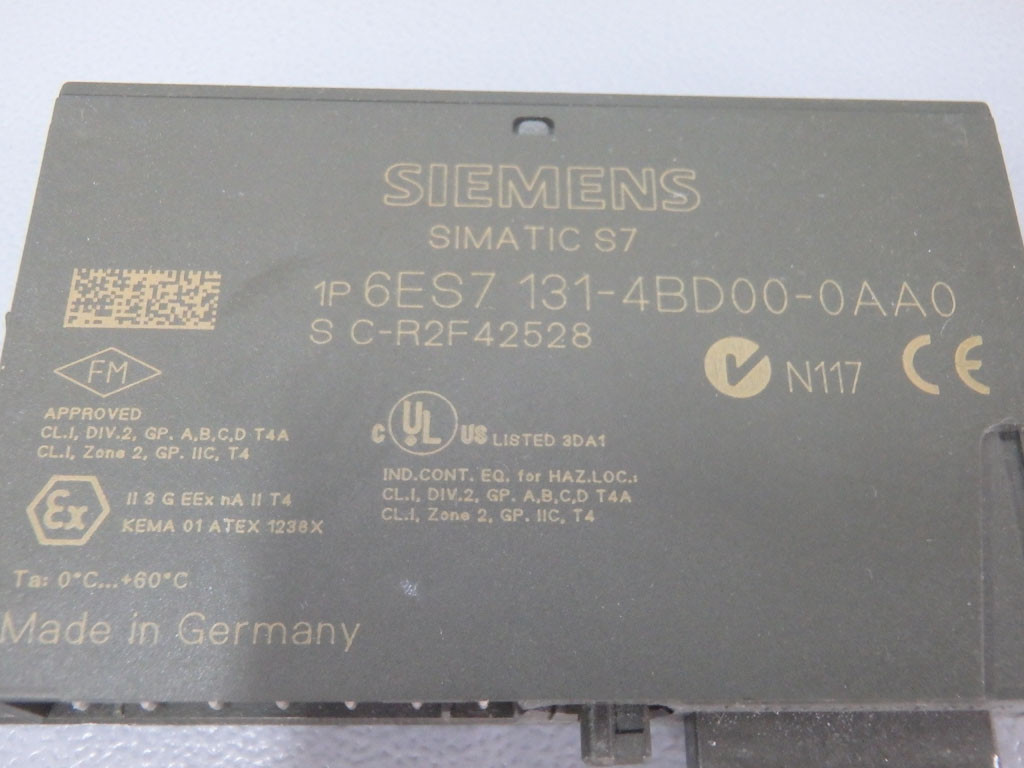 SIEMENS
SIMATIC S7
1P 6ES7 131-4BD00-0AA0
S C-R2F42528
FM
N117 CE
APPROVED
CL.I, DIV.2, GP. A,B,C,D T4A
CL.I, Zone 2, GP. IIC, T4
c UL US LISTED 3DA1
IND.CONT. EQ. for HAZ.LOC.:
CL.I, DIV.2, GP. A,B,C,D T4A
CL.I, Zone 2, GP. IIC, T4
Ex II 3 G EEx nA II T4
KEMA 01 ATEX 1238X
Ta: 0°C...+60°C
Made in Germany